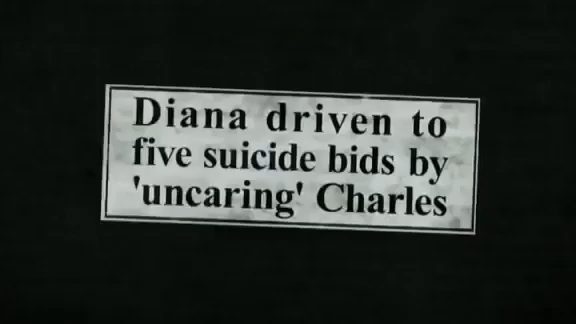 Diana driven to
five suicide bids by
'uncaring' Charles